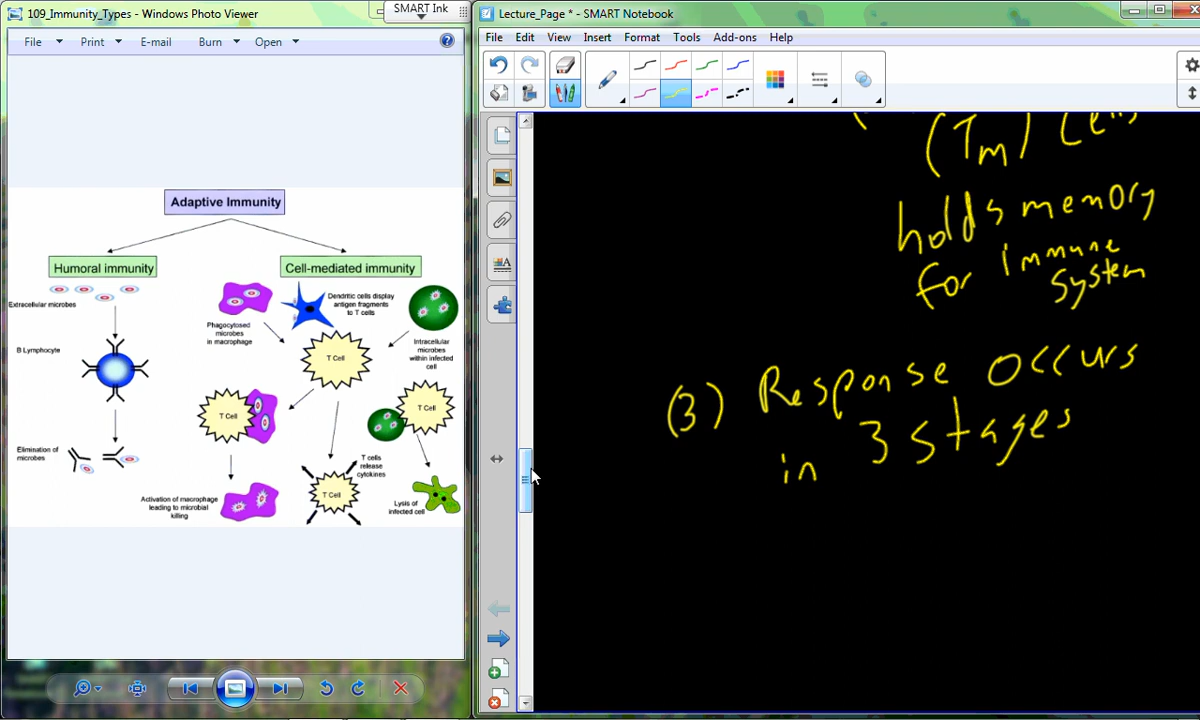 109_Immunity_Types - Windows Photo Viewer
SMART Ink
File Print E-mail Burn Open
Adaptive Immunity
Humoral immunity
Cell-mediated immunity
Extracellular microbes
B Lymphocyte
Elimination of
microbes
Phagocytosed
microbes
in macrophage
Dendritic cells display
antigen fragments
to T cells
Intracellular
microbes
within infected
cell
T Cell
T Cell
T Cell
T cells
release
cytokines
T Cell
Activation of macrophage
leading to microbial
killing
Lysis of
infected cell
Lecture_Page * - SMART Notebook
File Edit View Insert Format Tools Add-ons Help
(Tm) Cells
holds memory
for immune
system
(3) Response occurs
in 3 stages